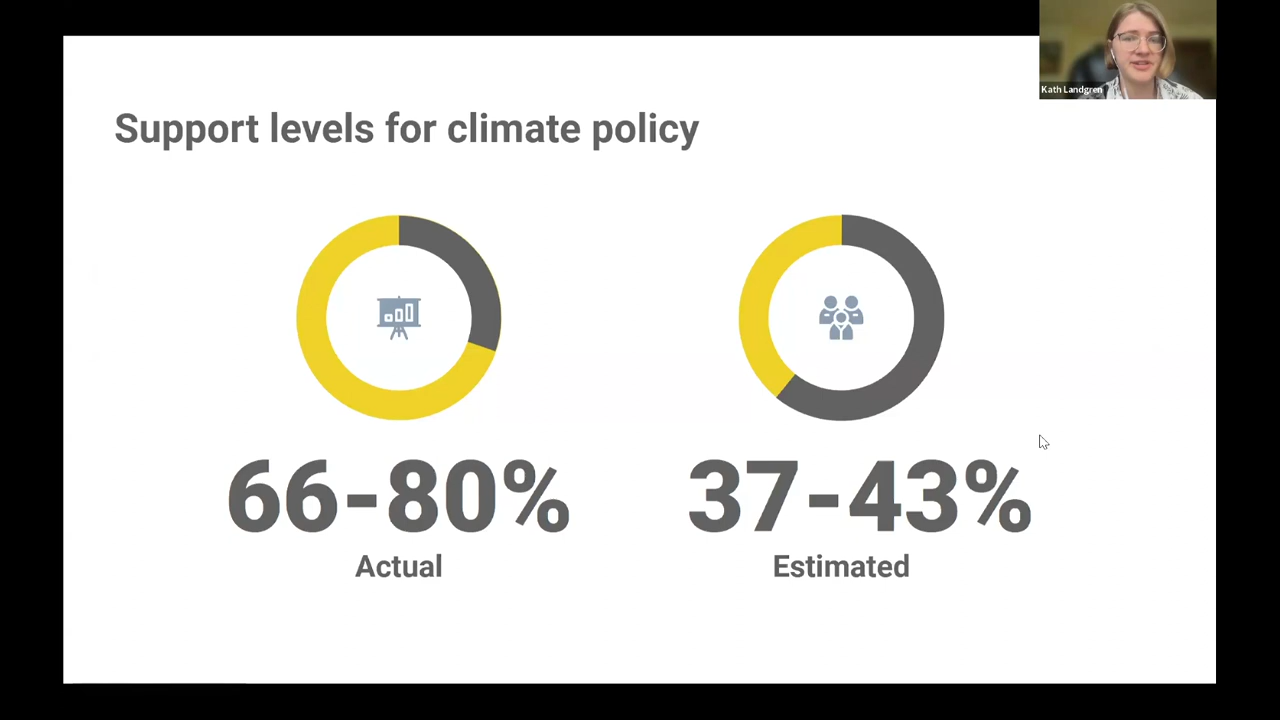 Kath Landgren
Support levels for climate policy
66-80%
Actual
37-43%
Estimated